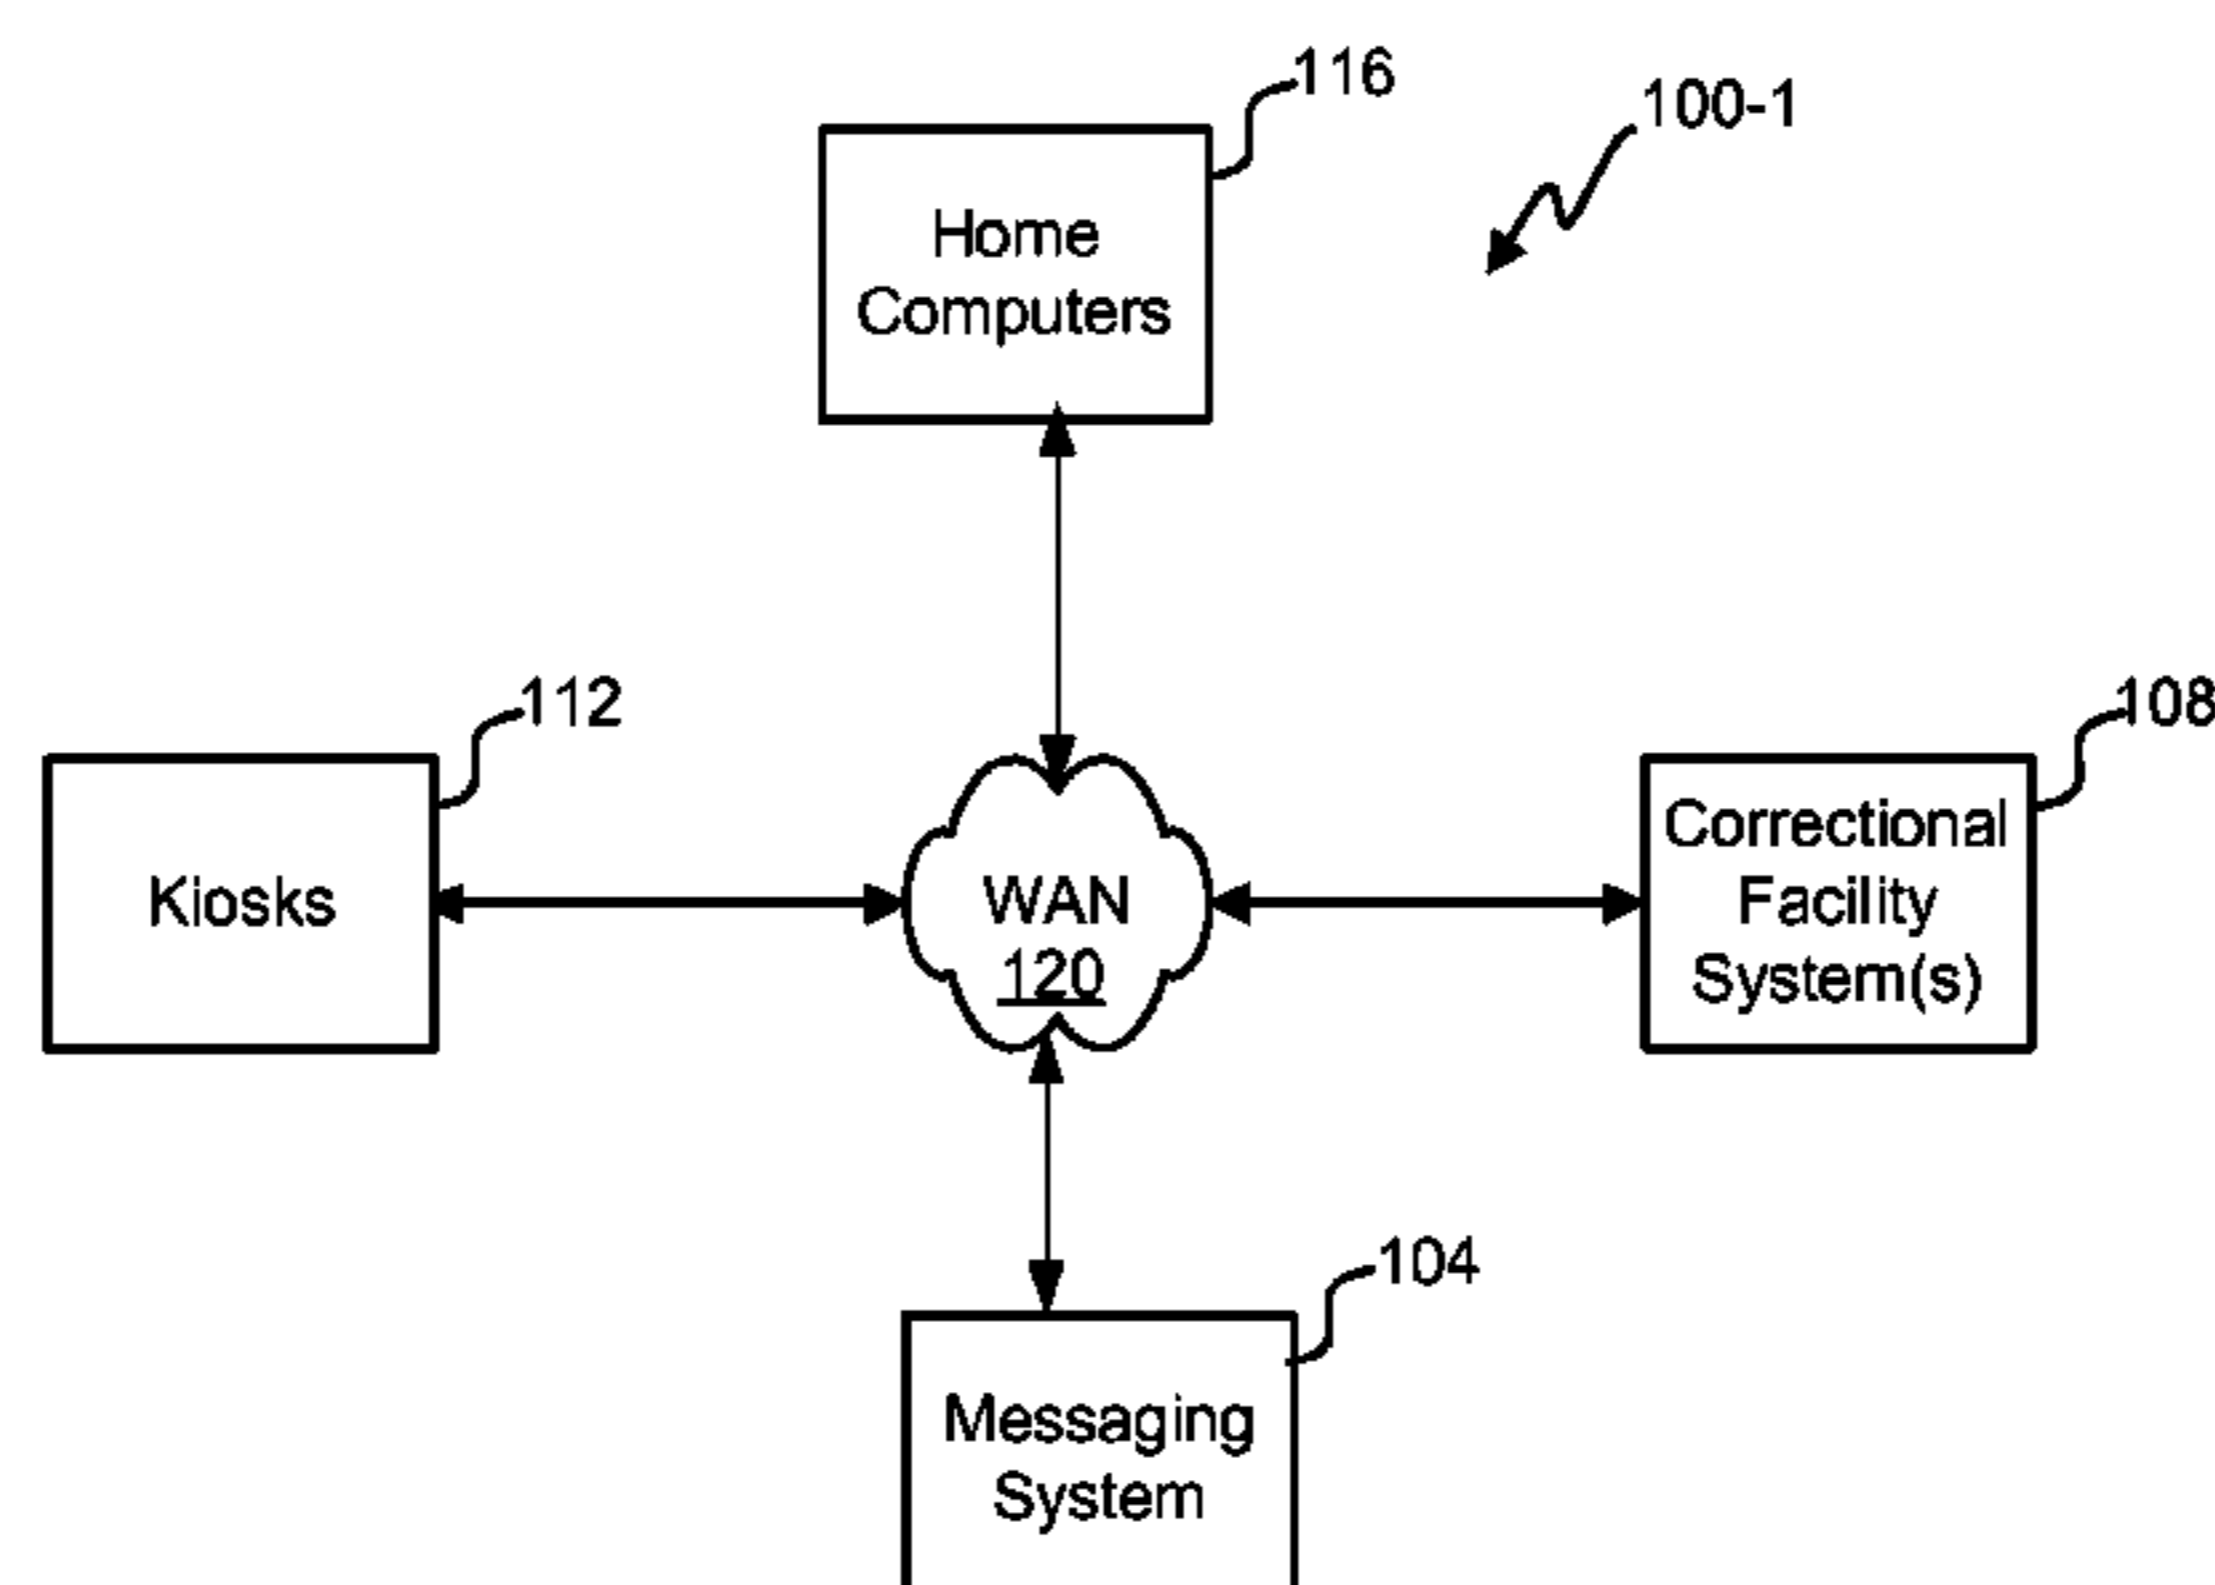 116
100-1
Home
Computers
112
108
Kiosks
WAN
120
Correctional
Facility
System(s)
104
Messaging
System